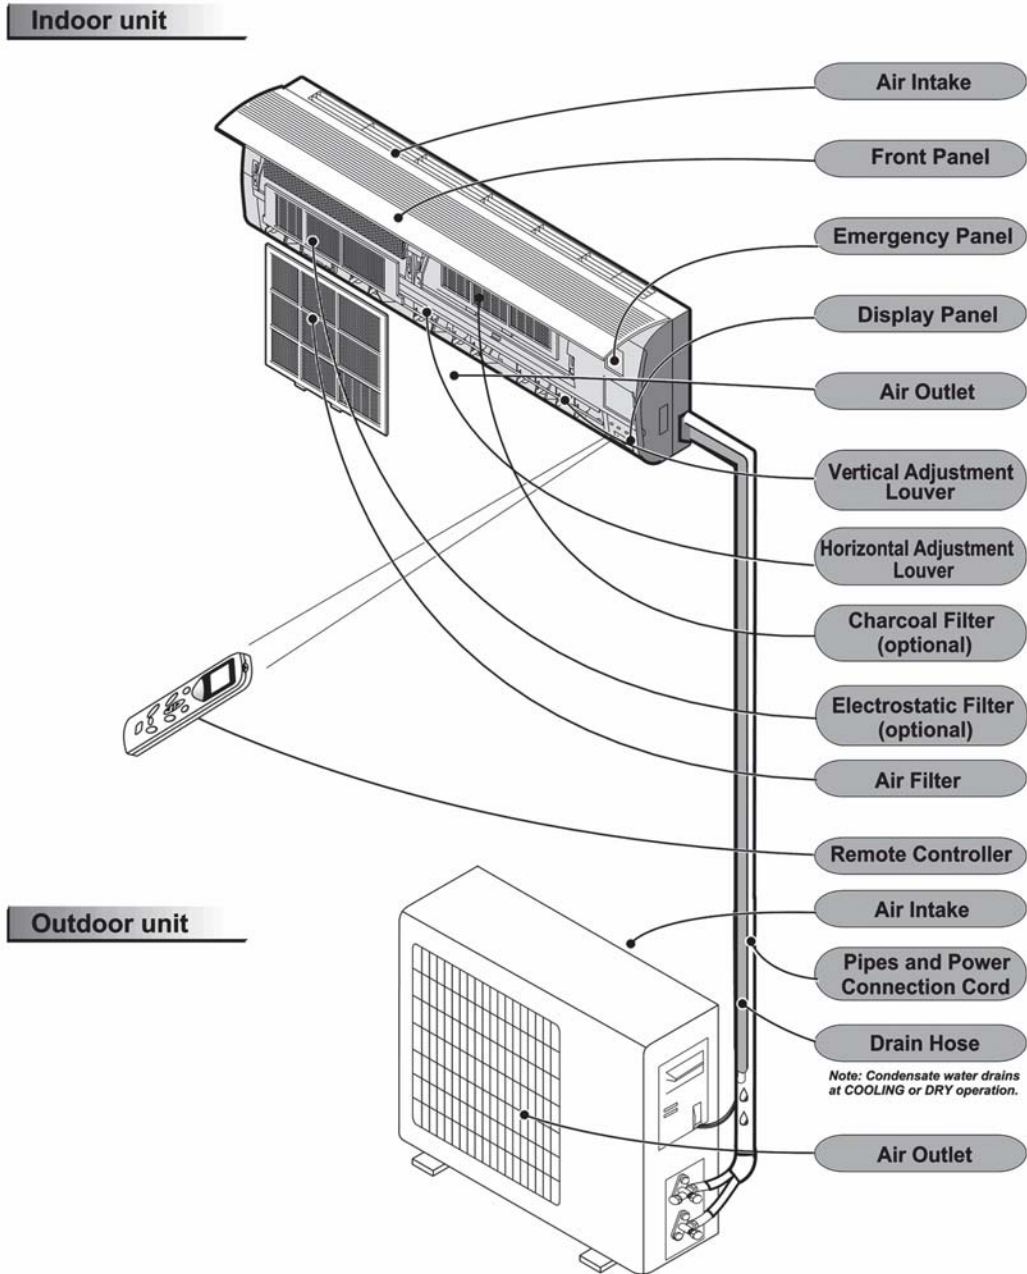 Indoor unit
Air Intake
Front Panel
Emergency Panel
Display Panel
Air Outlet
Vertical Adjustment
Louver
Horizontal Adjustment
Louver
Charcoal Filter
(optional)
Electrostatic Filter
(optional)
Air Filter
Remote Controller
Outdoor unit
Air Intake
Pipes and Power
Connection Cord
Drain Hose
Note: Condensate water drains
at COOLING or DRY operation.
Air Outlet